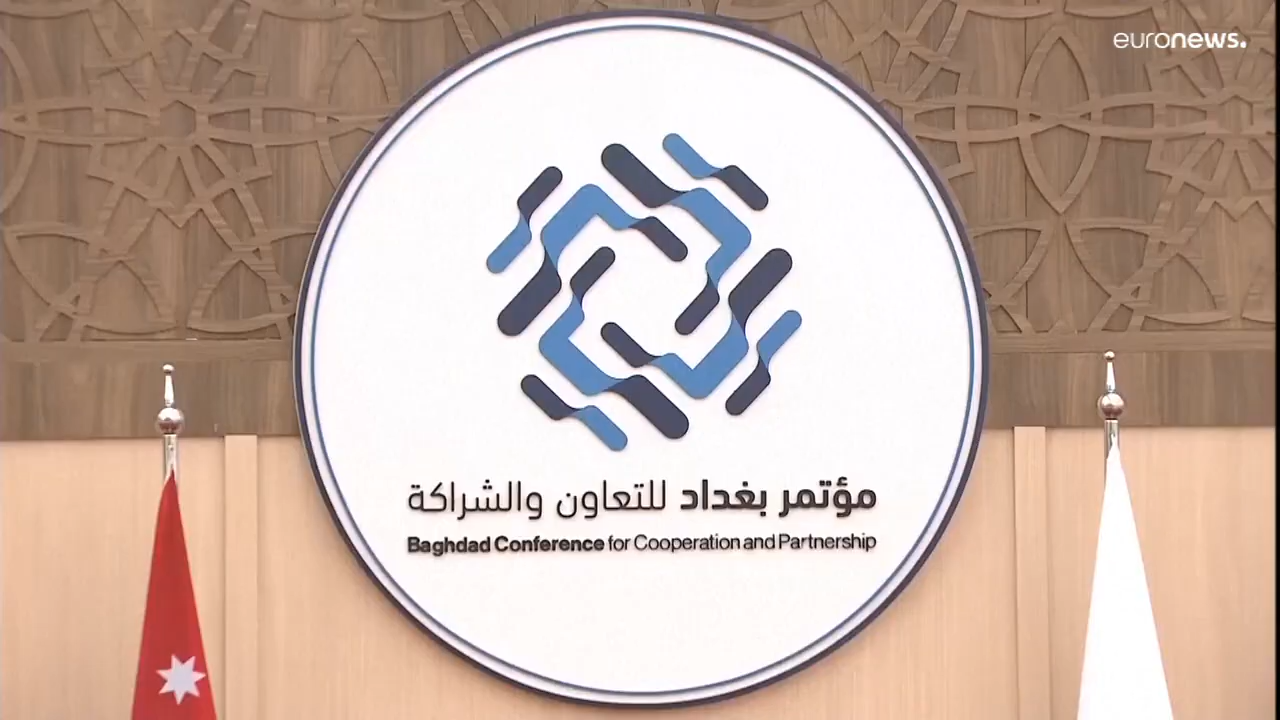 euronews.
مؤتمر بغداد للتعاون والشراكة
Baghdad Conference for Cooperation and Partnership